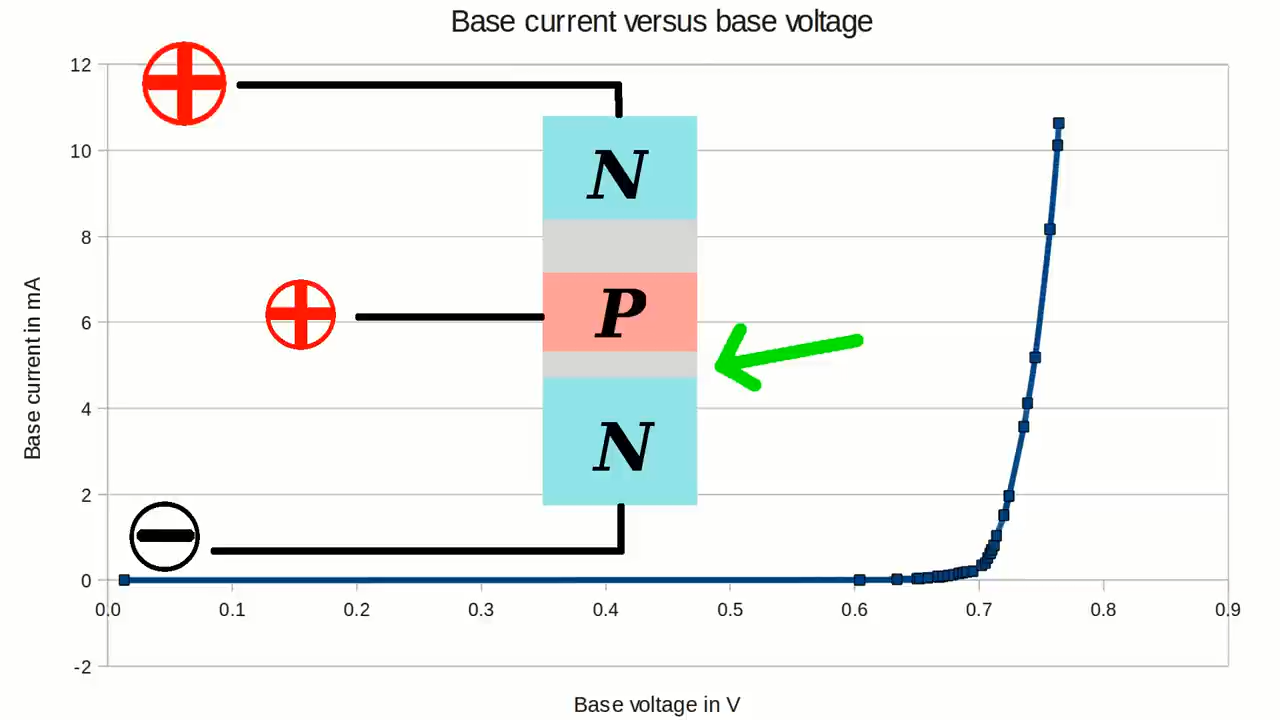 Base current versus base voltage
12
10
8
6
4
2
0
-2
Base current in mA
N
P
N
0.0 0.1 0.2 0.3 0.4 0.5 0.6 0.7 0.8 0.9
Base voltage in V